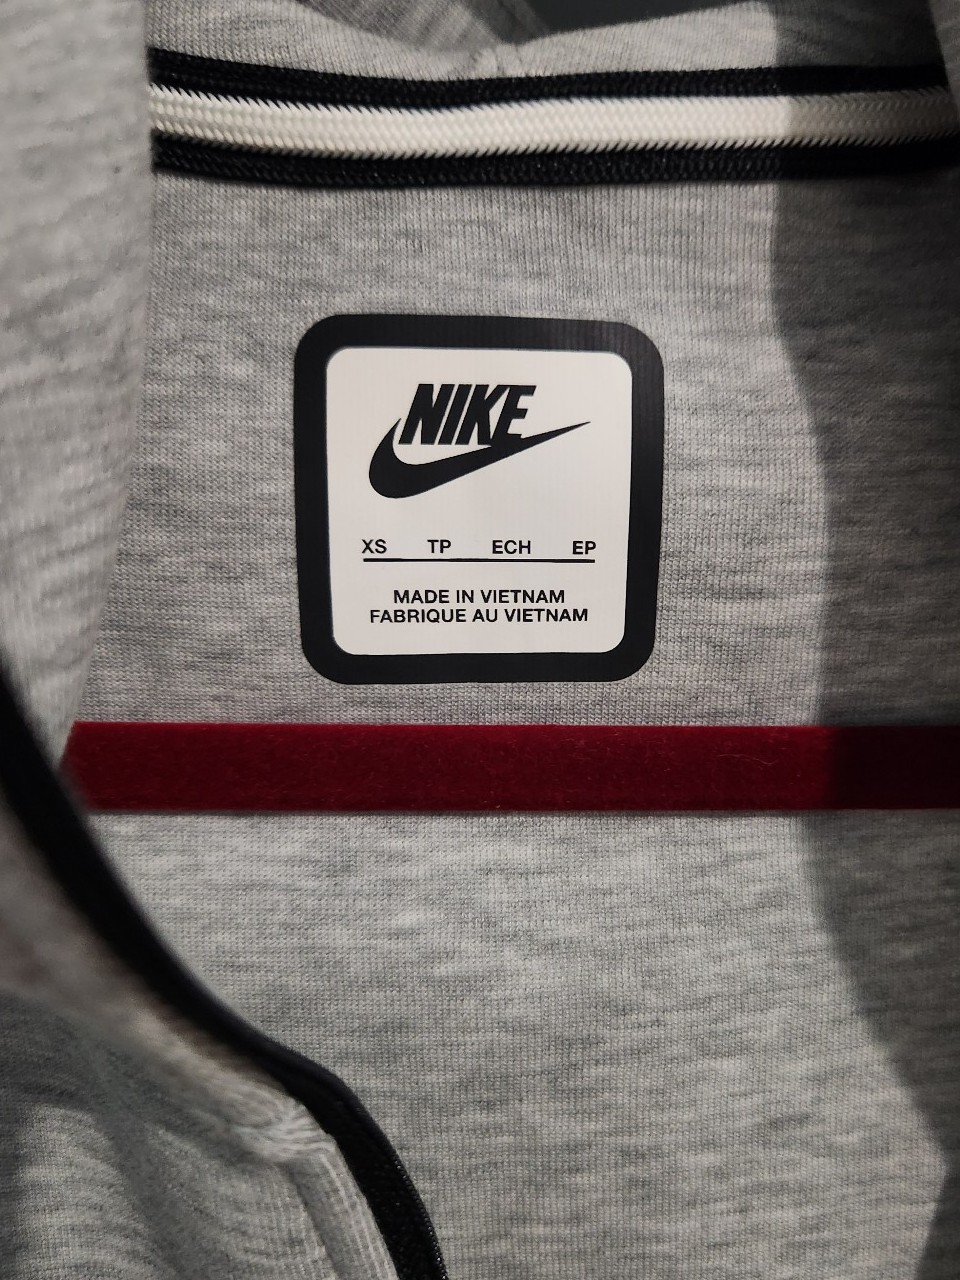 NIKE
XS TP ECH EP
MADE IN VIETNAM
FABRIQUE AU VIETNAM